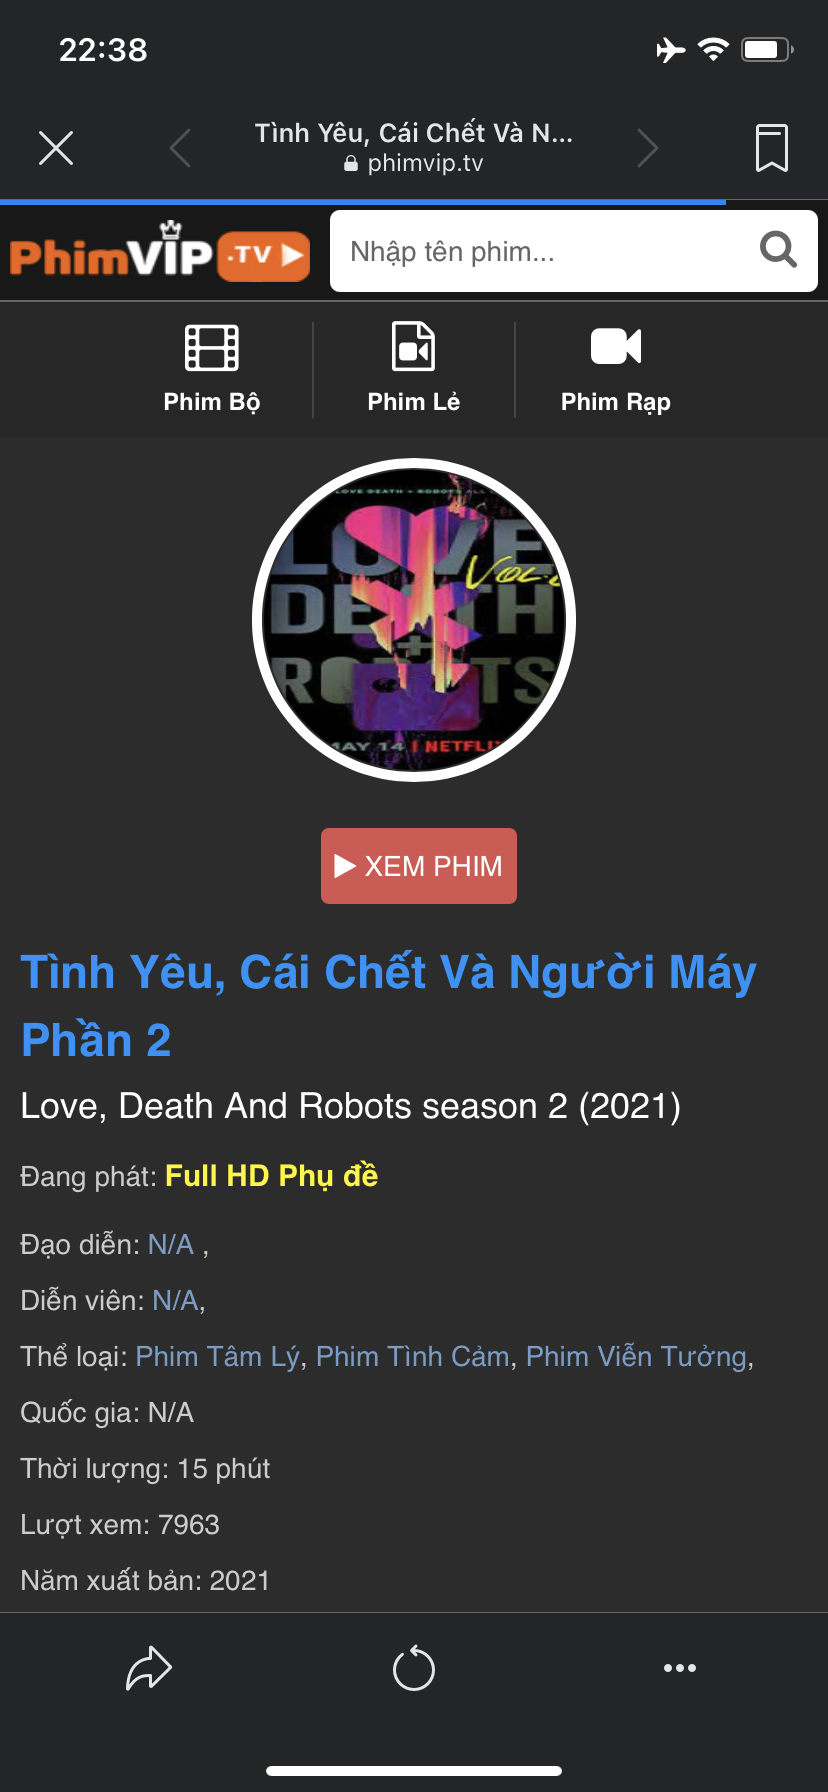 22:38
Tình Yêu, Cái Chết Và N...
phimvip.tv
PhimVIP.TV
Nhập tên phim...
Phim Bộ
Phim Lẻ
Phim Rạp
LOVE DEATH + ROBOTS
LOVE
VOL.
DEATH
+
ROBOTS
MAY 14 | NETFLI
XEM PHIM
Tình Yêu, Cái Chết Và Người Máy
Phần 2
Love, Death And Robots season 2 (2021)
Đang phát: Full HD Phụ đề
Đạo diễn: N/A ,
Diễn viên: N/A,
Thể loại: Phim Tâm Lý, Phim Tình Cảm, Phim Viễn Tưởng,
Quốc gia: N/A
Thời lượng: 15 phút
Lượt xem: 7963
Năm xuất bản: 2021